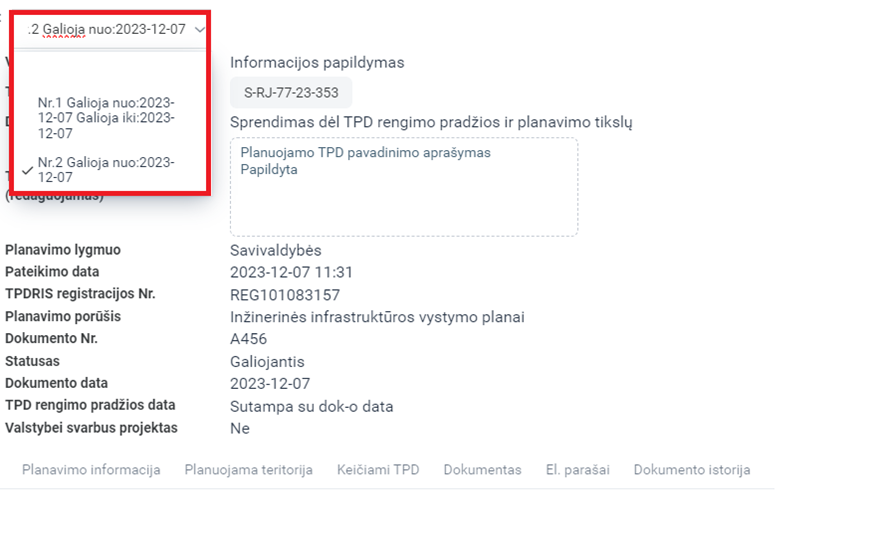 .2 Galioja nuo:2023-12-07
Informacijos papildymas
Nr.1 Galioja nuo:2023-
12-07 Galioja iki:2023-
12-07
Nr.2 Galioja nuo:2023-
12-07
S-RJ-77-23-353
Sprendimas dėl TPD rengimo pradžios ir planavimo tikslų
(redaguojamas)
Planuojamo TPD pavadinimo aprašymas
Papildyta
Planavimo lygmuo Savivaldybės
Pateikimo data 2023-12-07 11:31
TPDRIS registracijos Nr. REG101083157
Planavimo porūšis Inžinerinės infrastruktūros vystymo planai
Dokumento Nr. A456
Statusas Galiojantis
Dokumento data 2023-12-07
TPD rengimo pradžios data Sutampa su dok-o data
Valstybei svarbus projektas Ne
Planavimo informacija Planuojama teritorija Keičiami TPD Dokumentas El. parašai Dokumento istorija